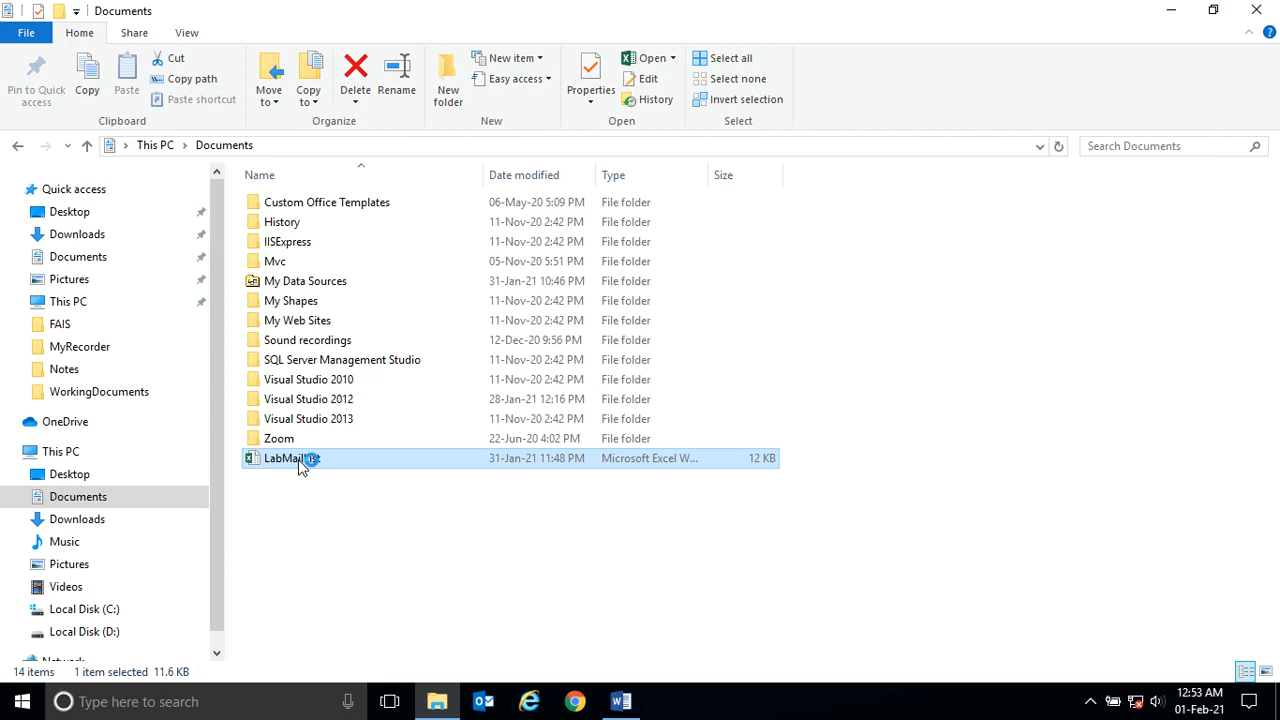 Documents
File Home Share View
Pin to Quick access
Copy
Paste
Cut
Copy path
Paste shortcut
Clipboard
Move to
Copy to
Delete
Rename
Organize
New folder
New item
Easy access
New
Properties
Open
Edit
History
Open
Select all
Select none
Invert selection
Select
This PC Documents
Search Documents
Quick access
Desktop
Downloads
Documents
Pictures
This PC
FAIS
MyRecorder
Notes
WorkingDocuments
OneDrive
This PC
Desktop
Documents
Downloads
Music
Pictures
Videos
Local Disk (C:)
Local Disk (D:)
Network
Name Date modified Type Size
Custom Office Templates 06-May-20 5:09 PM File folder
History 11-Nov-20 2:42 PM File folder
IISExpress 11-Nov-20 2:42 PM File folder
Mvc 05-Nov-20 5:51 PM File folder
My Data Sources 31-Jan-21 10:46 PM File folder
My Shapes 11-Nov-20 2:42 PM File folder
My Web Sites 11-Nov-20 2:42 PM File folder
Sound recordings 12-Dec-20 9:56 PM File folder
SQL Server Management Studio 11-Nov-20 2:42 PM File folder
Visual Studio 2010 11-Nov-20 2:42 PM File folder
Visual Studio 2012 28-Jan-21 12:16 PM File folder
Visual Studio 2013 11-Nov-20 2:42 PM File folder
Zoom 22-Jun-20 4:02 PM File folder
31-Jan-21 11:48 PM Microsoft Excel W... 12 KB
14 items 1 item selected 11.6 KB
Type here to search
12:53 AM
01-Feb-21